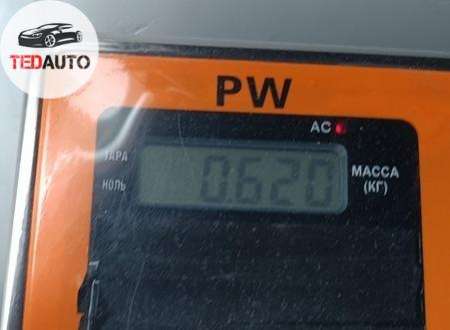 TEDAUTO
PW
AC
ТАРА
НОЛЬ
0.620
МАССА
(КГ)